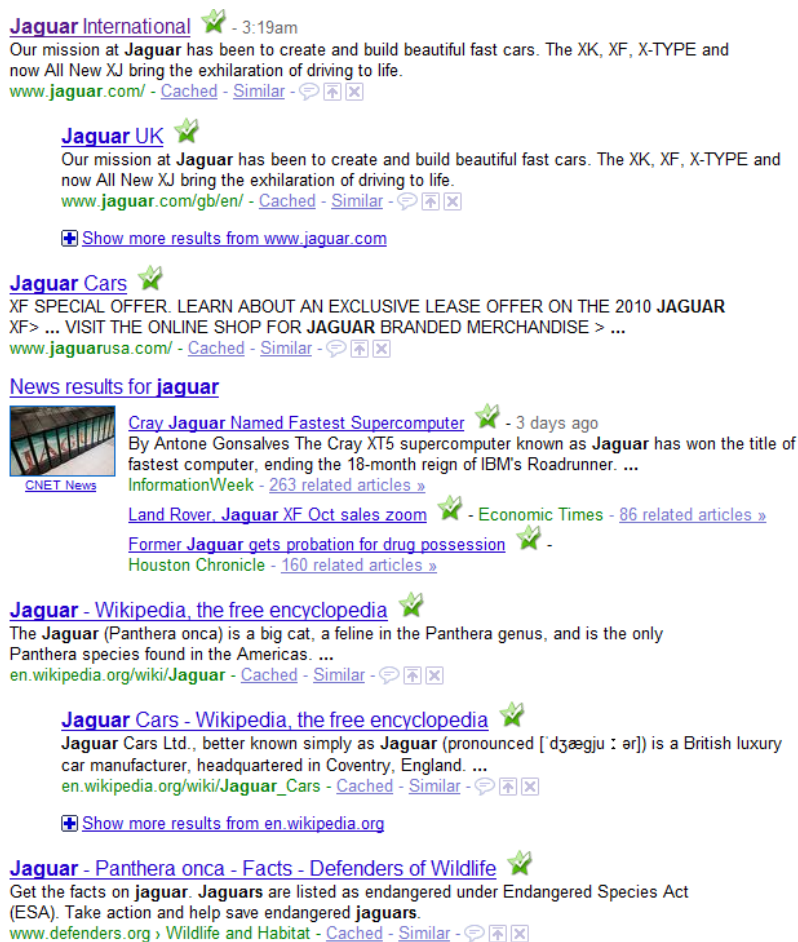 Jaguar International - 3:19am
Our mission at Jaguar has been to create and build beautiful fast cars. The XK, XF, X-TYPE and
now All New XJ bring the exhilaration of driving to life.
www.jaguar.com/ - Cached - Similar -
Jaguar UK
Our mission at Jaguar has been to create and build beautiful fast cars. The XK, XF, X-TYPE and
now All New XJ bring the exhilaration of driving to life.
www.jaguar.com/gb/en/ - Cached - Similar -
Show more results from www.jaguar.com
Jaguar Cars
XF SPECIAL OFFER. LEARN ABOUT AN EXCLUSIVE LEASE OFFER ON THE 2010 JAGUAR
XF> ... VISIT THE ONLINE SHOP FOR JAGUAR BRANDED MERCHANDISE > ...
www.jaguarusa.com/ - Cached - Similar -
News results for jaguar
Cray Jaguar Named Fastest Supercomputer - 3 days ago
By Antone Gonsalves The Cray XT5 supercomputer known as Jaguar has won the title of
fastest computer, ending the 18-month reign of IBM's Roadrunner. ...
CNET News
InformationWeek - 263 related articles »
Land Rover, Jaguar XF Oct sales zoom - Economic Times - 86 related articles »
Former Jaguar gets probation for drug possession -
Houston Chronicle - 160 related articles »
Jaguar - Wikipedia, the free encyclopedia
The Jaguar (Panthera onca) is a big cat, a feline in the Panthera genus, and is the only
Panthera species found in the Americas. ...
en.wikipedia.org/wiki/Jaguar - Cached - Similar -
Jaguar Cars - Wikipedia, the free encyclopedia
Jaguar Cars Ltd., better known simply as Jaguar (pronounced [ˈdʒægjuːər]) is a British luxury
car manufacturer, headquartered in Coventry, England. ...
en.wikipedia.org/wiki/Jaguar_Cars - Cached - Similar -
Show more results from en.wikipedia.org
Jaguar - Panthera onca - Facts - Defenders of Wildlife
Get the facts on jaguar. Jaguars are listed as endangered under Endangered Species Act
(ESA). Take action and help save endangered jaguars.
www.defenders.org › Wildlife and Habitat - Cached - Similar -